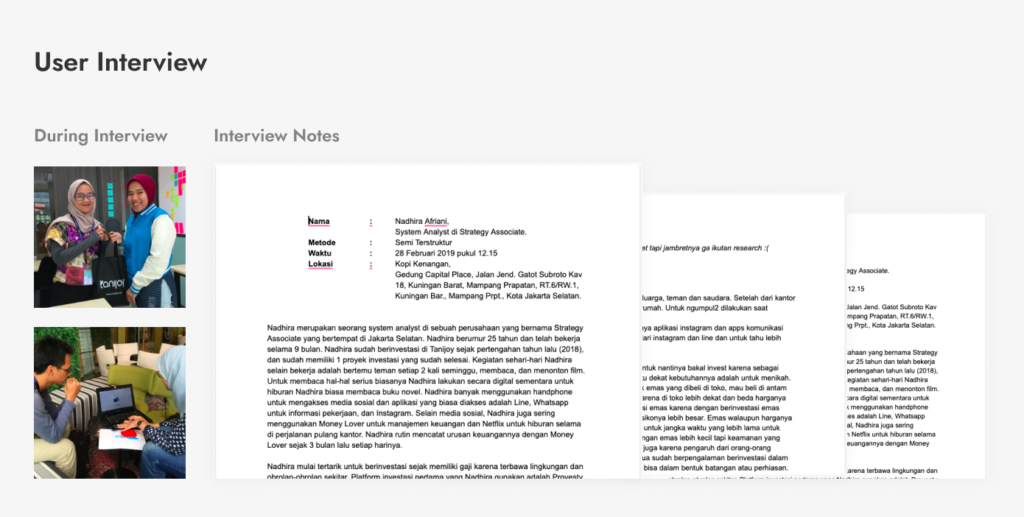 User Interview
During Interview
Interview Notes
tanijoy
Nama : Nadhira Afriani,
System Analyst di Strategy Associate.
Metode : Semi Terstruktur
Waktu : 28 Februari 2019 pukul 12.15
Lokasi : Kopi Kenangan,
Gedung Capital Place, Jalan Jend. Gatot Subroto Kav
18, Kuningan Barat, Mampang Prapatan, RT.6/RW.1,
Kuningan Bar., Mampang Prpt., Kota Jakarta Selatan.
Nadhira merupakan seorang system analyst di sebuah perusahaan yang bernama Strategy
Associate yang bertempat di Jakarta Selatan. Nadhira berumur 25 tahun dan telah bekerja
selama 9 bulan. Nadhira sudah berinvestasi di Tanijoy sejak pertengahan tahun lalu (2018),
dan sudah memiliki 1 proyek investasi yang sudah selesai. Kegiatan sehari-hari Nadhira
selain bekerja adalah bertemu teman setiap 2 kali seminggu, membaca, dan menonton film.
Untuk membaca hal-hal serius biasanya Nadhira lakukan secara digital sementara untuk
hiburan Nadhira biasa membaca buku novel. Nadhira banyak menggunakan handphone
untuk mengakses media sosial dan aplikasi yang biasa diakses adalah Line, Whatsapp
untuk informasi pekerjaan, dan Instagram. Selain media sosial, Nadhira juga sering
menggunakan Money Lover untuk manajemen keuangan dan Netflix untuk hiburan selama
di perjalanan pulang kantor. Nadhira rutin mencatat urusan keuangannya dengan Money
Lover sejak 3 bulan lalu setiap harinya.
Nadhira mulai tertarik untuk berinvestasi sejak memiliki gaji karena terbawa lingkungan dan
obrolan-obrolan sekitar. Platform investasi pertama yang Nadhira gunakan adalah Provesty
et tapi jambretnya ga ikutan research :(
luarga, teman dan saudara. Setelah dari kantor
rumah. Untuk ngumpul2 dilakukan saat
ya aplikasi instagram dan apps komunikasi
ari instagram dan line dan untuk tahu lebih
ntuk nantinya bakal invest karena sebagai
u dekat kebutuhannya adalah untuk menikah.
k emas yang dibeli di toko, mau beli di antam
arena di toko lebih dekat dan beda harganya
si emas karena dengan berinvestasi emas
sikonya lebih besar. Emas walaupun harganya
untuk jangka waktu yang lebih lama untuk
ngan emas lebih kecil tapi keamanan yang
juga karena pengaruh dari orang-orang
ua sudah berpengalaman berinvestasi dalam
bisa dalam bentuk batangan atau perhiasan.
egy Associate.
12.15
Jalan Jend. Gatot Subroto Kav
Mampang Prapatan, RT.6/RW.1,
Prpt., Kota Jakarta Selatan.
ahaan yang bernama Strategy
ur 25 tahun dan telah bekerja
rtengahan tahun lalu (2018),
egiatan sehari-hari Nadhira
membaca, dan menonton film.
cara digital sementara untuk
k menggunakan handphone
es adalah Line, Whatsapp
al, Nadhira juga sering
Netflix untuk hiburan selama
keuangannya dengan Money
karena terbawa lingkungan dan